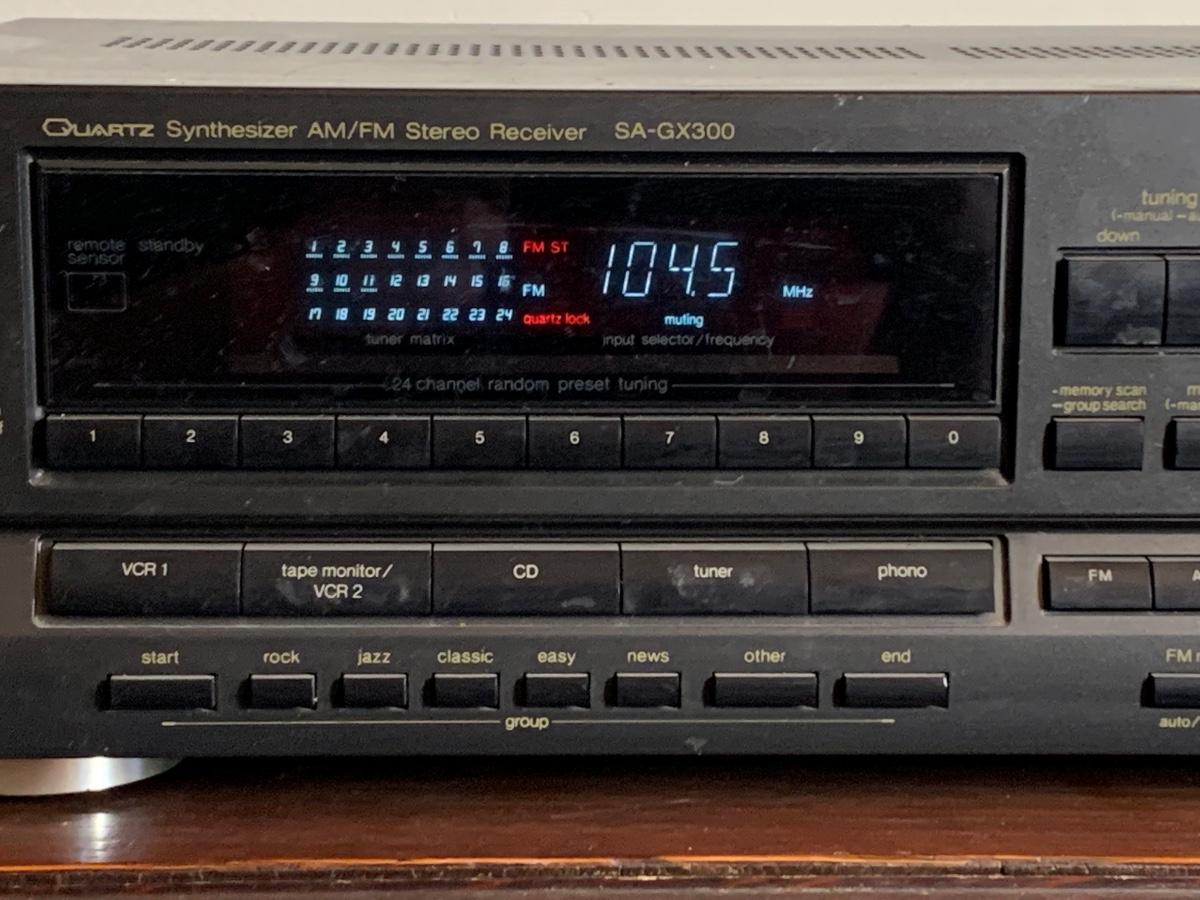 QUARTZ Synthesizer AM/FM Stereo Receiver SA-GX300
tuning
(-manual
down
remote sensor
standby
1 2 3 4 5 6 7 8 FM ST
9 10 11 12 13 14 15 16 FM
17 18 19 20 21 22 23 24 quartz lock
104.5 MHz
muting
tuner matrix
input selector/frequency
24 channel random preset tuning
-memory scan
-group search
(-ma
1 2 3 4 5 6 7 8 9 0
VCR 1
tape monitor/
VCR 2
CD
tuner
phono
FM
start rock jazz classic easy news other end
FM
group
auto/